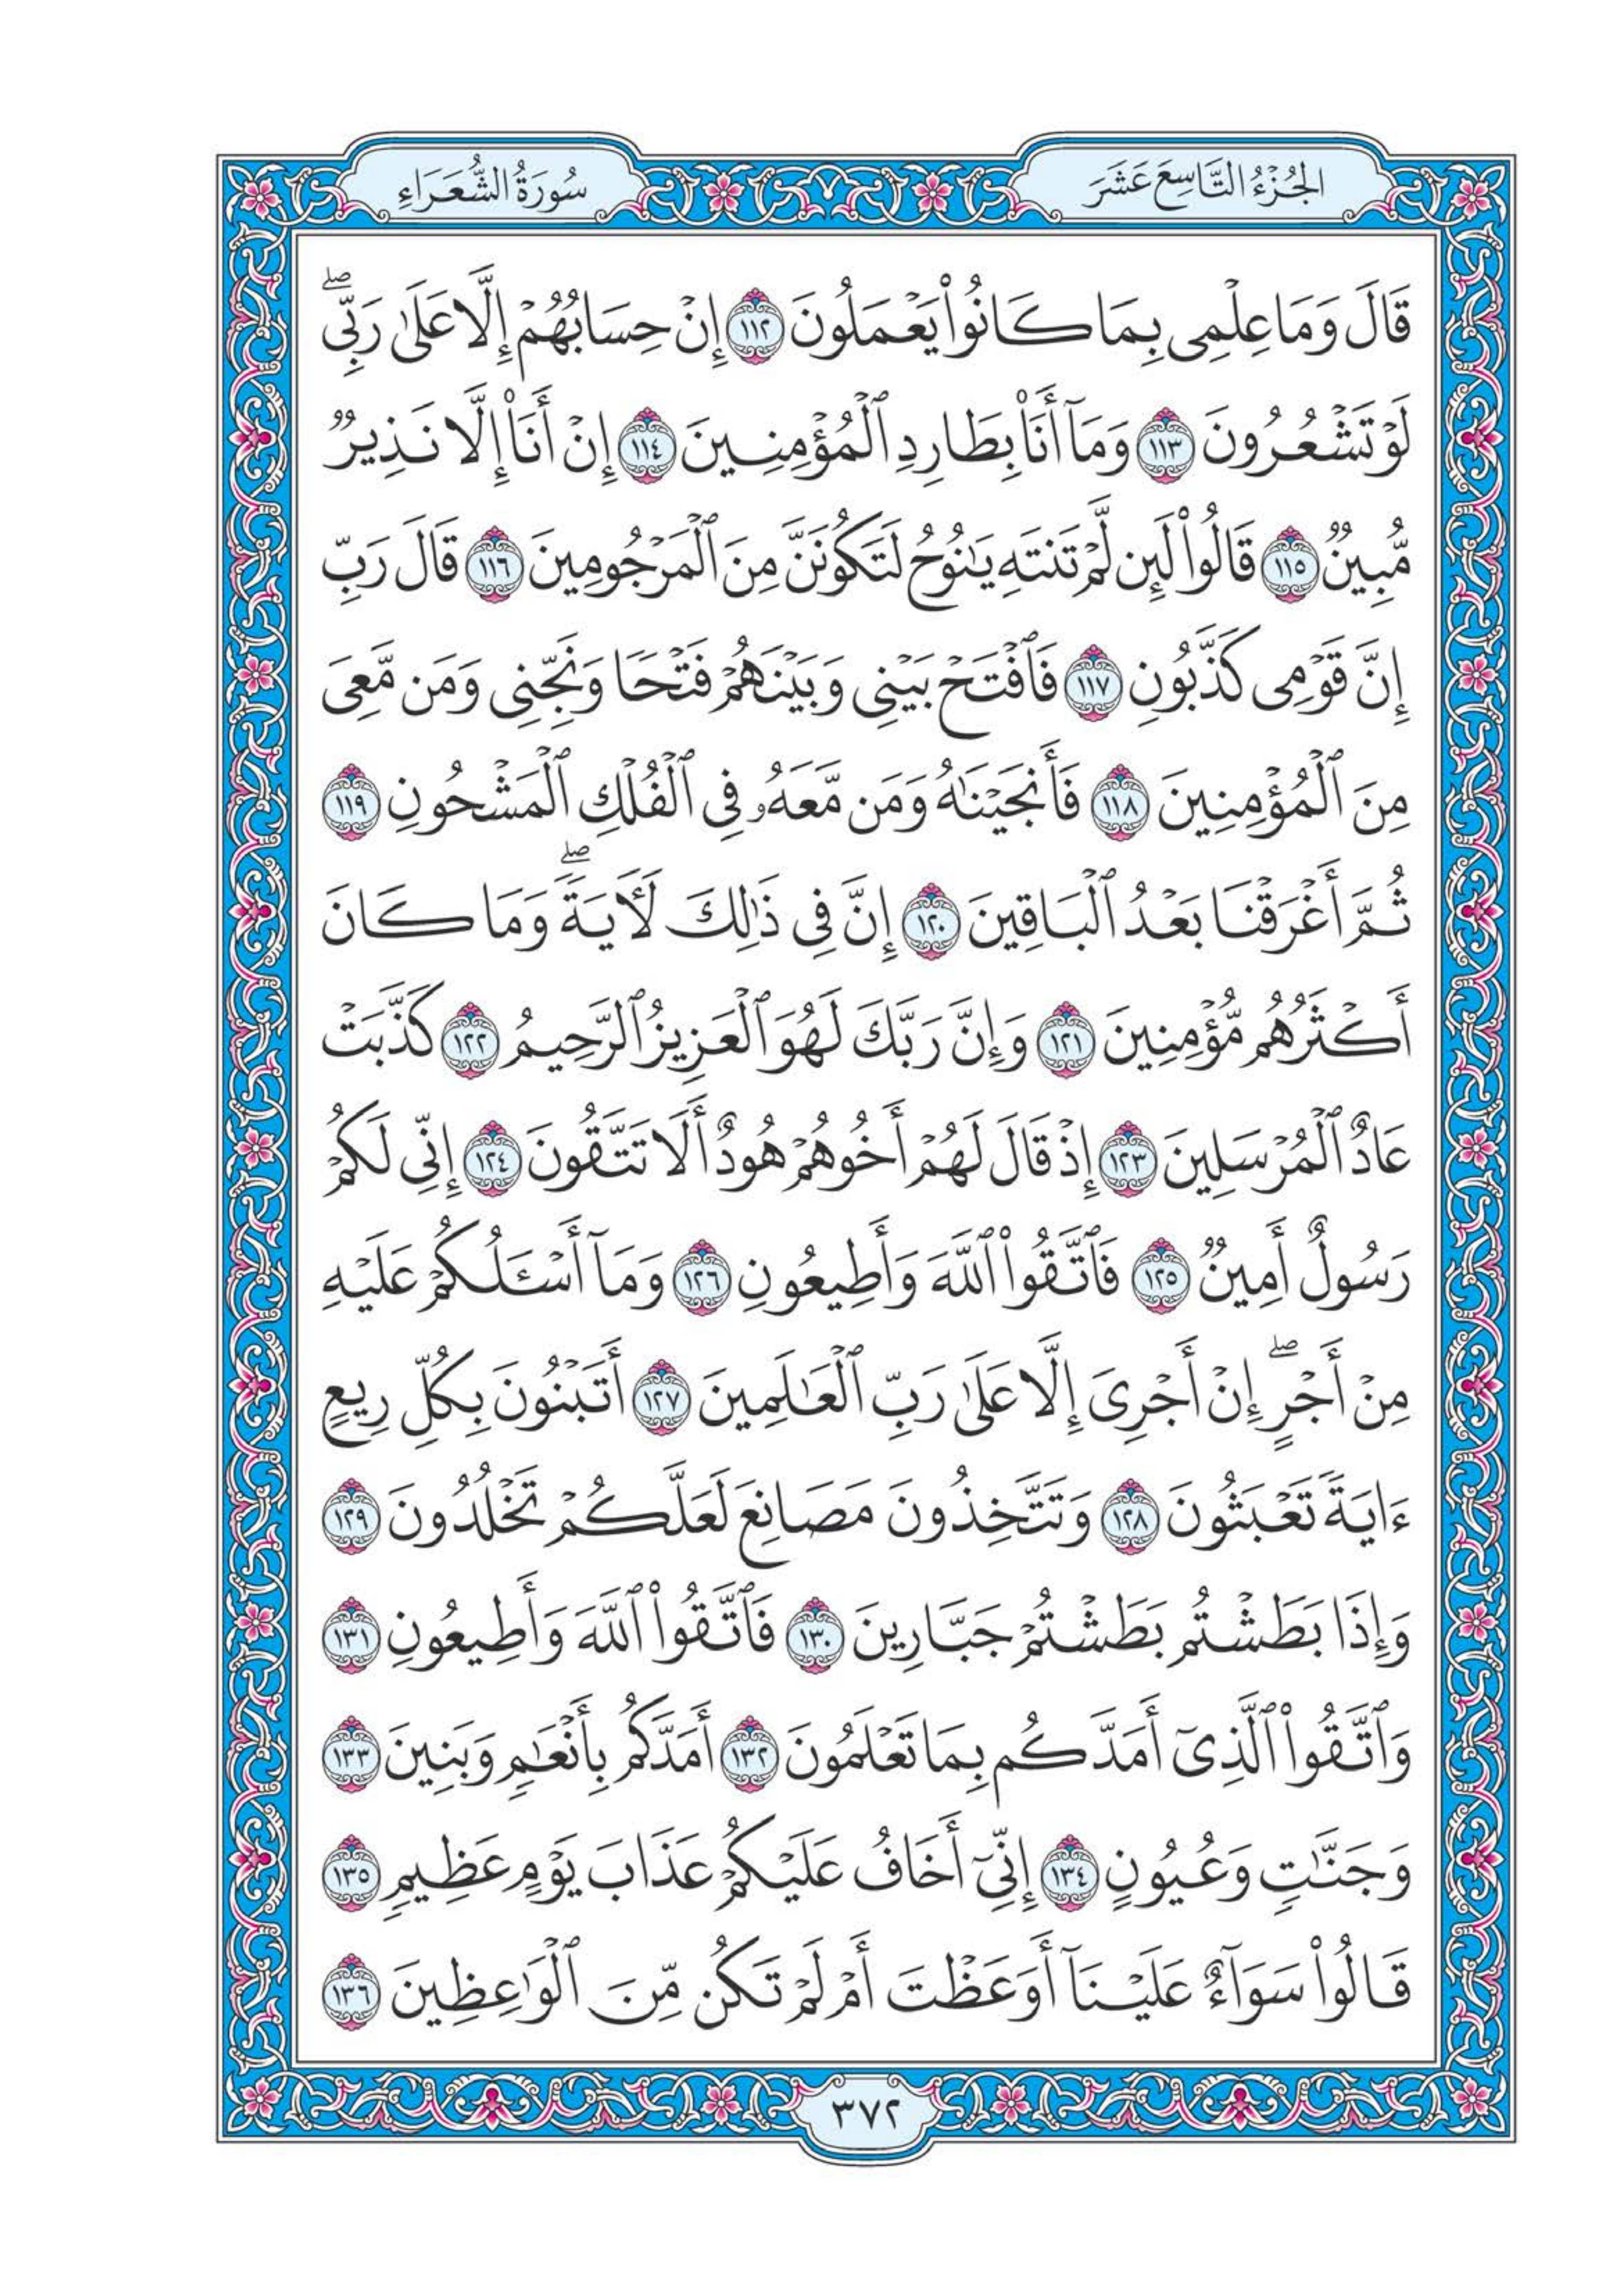 الجُزْءُ التَّاسِعَ عَشَرَ
سُورَةُ الشُّعَرَاءِ
قَالَ وَمَا عِلْمِى بِمَا كَانُوا۟ يَعْمَلُونَ ١١٢ إِنْ حِسَابُهُمْ إِلَّا عَلَىٰ رَبِّىۖ
لَوْ تَشْعُرُونَ ١١٣ وَمَآ أَنَا۠ بِطَارِدِ ٱلْمُؤْمِنِينَ ١١٤ إِنْ أَنَا۠ إِلَّا نَذِيرٌ
مُّبِينٌ ١١٥ قَالُوا۟ لَئِن لَّمْ تَنتَهِ يَٰنُوحُ لَتَكُونَنَّ مِنَ ٱلْمَرْجُومِينَ ١١٦ قَالَ رَبِّ
إِنَّ قَوْمِى كَذَّبُونِ ١١٧ فَٱفْتَحْ بَيْنِى وَبَيْنَهُمْ فَتْحًا وَنَجِّنِى وَمَن مَّعِىَ
مِنَ ٱلْمُؤْمِنِينَ ١١٨ فَأَنجَيْنَٰهُ وَمَن مَّعَهُۥ فِى ٱلْفُلْكِ ٱلْمَشْحُونِ ١١٩
ثُمَّ أَغْرَقْنَا بَعْدُ ٱلْبَاقِينَ ١٢٠ إِنَّ فِى ذَٰلِكَ لَءَايَةًۖ وَمَا كَانَ
أَكْثَرُهُم مُّؤْمِنِينَ ١٢١ وَإِنَّ رَبَّكَ لَهُوَ ٱلْعَزِيزُ ٱلرَّحِيمُ ١٢٢ كَذَّبَتْ
عَادٌ ٱلْمُرْسَلِينَ ١٢٣ إِذْ قَالَ لَهُمْ أَخُوهُمْ هُودٌ أَلَا تَتَّقُونَ ١٢٤ إِنِّى لَكُمْ
رَسُولٌ أَمِينٌ ١٢٥ فَٱتَّقُوا۟ ٱللَّهَ وَأَطِيعُونِ ١٢٦ وَمَآ أَسْـَٔلُكُمْ عَلَيْهِ
مِنْ أَجْرٍۖ إِنْ أَجْرِىَ إِلَّا عَلَىٰ رَبِّ ٱلْعَٰلَمِينَ ١٢٧ أَتَبْنُونَ بِكُلِّ رِيعٍ
ءَايَةً تَعْبَثُونَ ١٢٨ وَتَتَّخِذُونَ مَصَانِعَ لَعَلَّكُمْ تَخْلُدُونَ ١٢٩
وَإِذَا بَطَشْتُم بَطَشْتُمْ جَبَّارِينَ ١٣٠ فَٱتَّقُوا۟ ٱللَّهَ وَأَطِيعُونِ ١٣١
وَٱتَّقُوا۟ ٱلَّذِىٓ أَمَدَّكُم بِمَا تَعْلَمُونَ ١٣٢ أَمَدَّكُم بِأَنْعَٰمٍ وَبَنِينَ ١٣٣
وَجَنَّٰتٍ وَعُيُونٍ ١٣٤ إِنِّىٓ أَخَافُ عَلَيْكُمْ عَذَابَ يَوْمٍ عَظِيمٍ ١٣٥
قَالُوا۟ سَوَآءٌ عَلَيْنَآ أَوَعَظْتَ أَمْ لَمْ تَكُن مِّنَ ٱلْوَٰعِظِينَ ١٣٦
٣٧٢